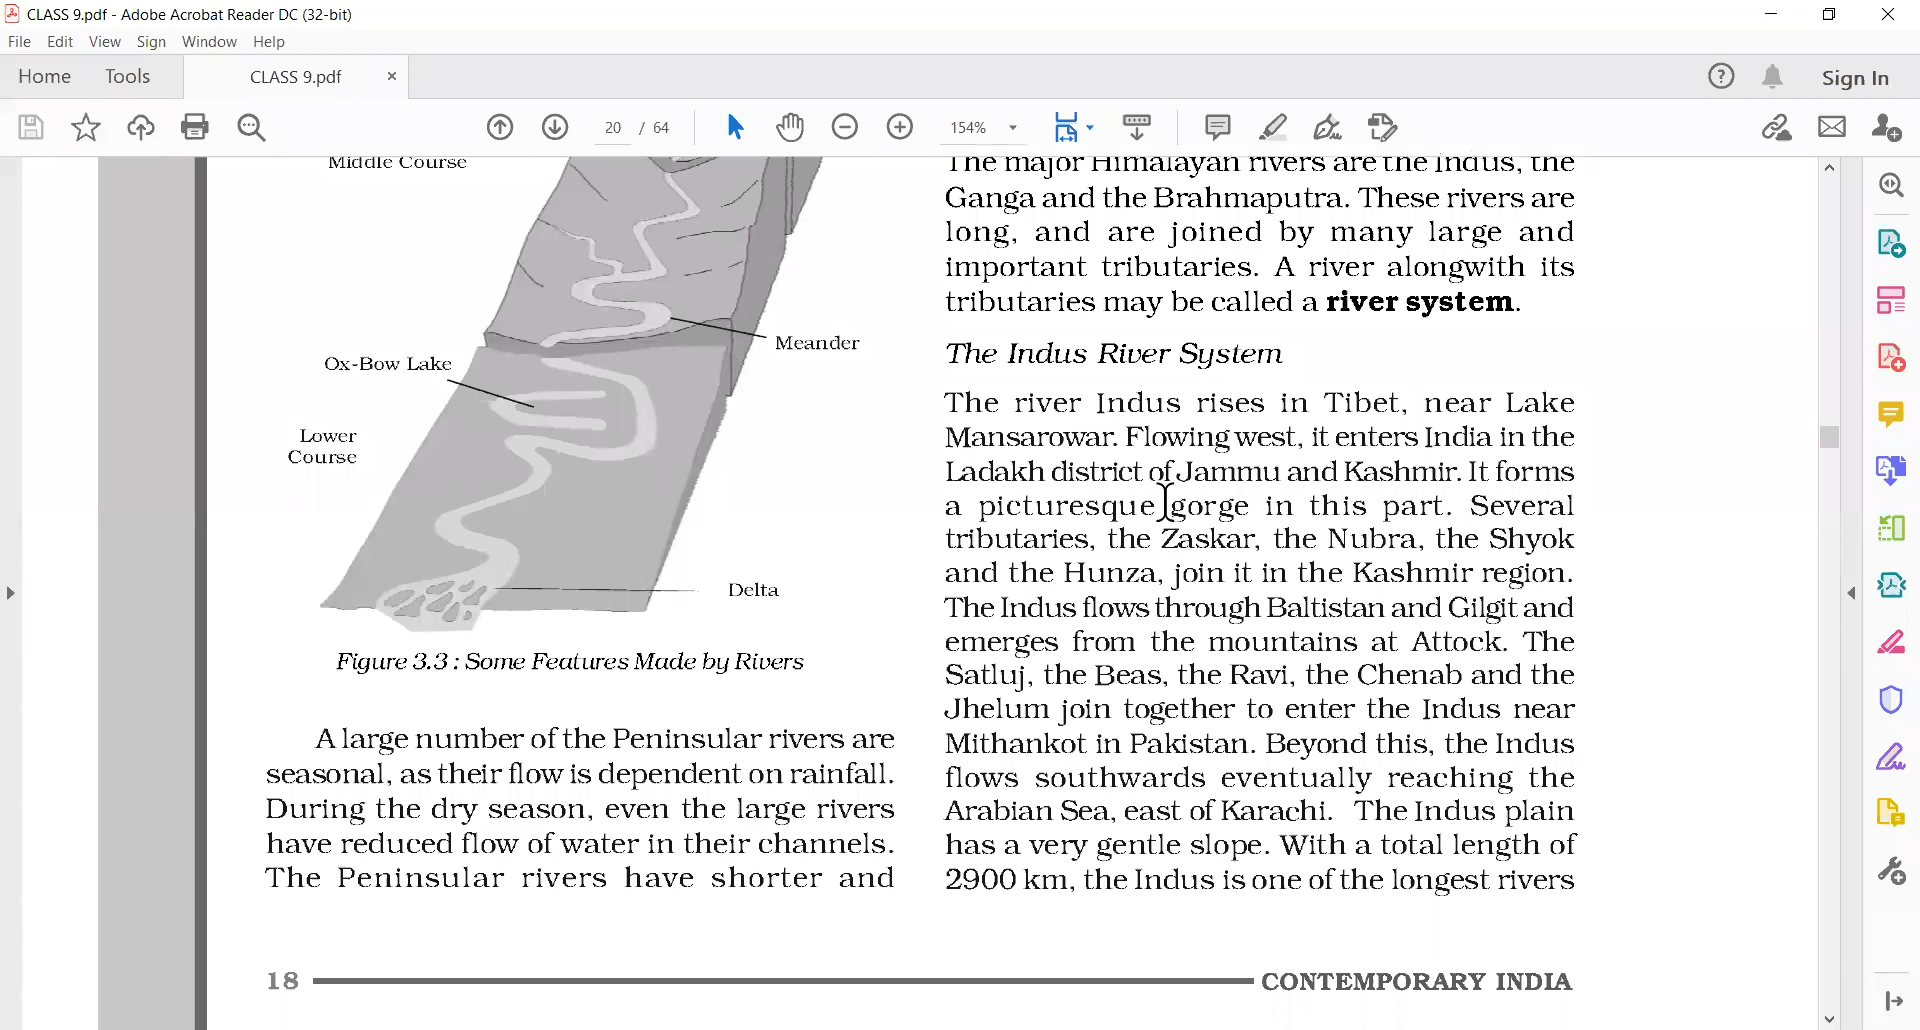 CLASS 9.pdf - Adobe Acrobat Reader DC (32-bit)
File Edit View Sign Window Help
Home Tools CLASS 9.pdf × Sign In
20 / 64 154%
Middle Course
Meander
Ox-Bow Lake
Lower
Course
Delta
Figure 3.3 : Some Features Made by Rivers
A large number of the Peninsular rivers are
seasonal, as their flow is dependent on rainfall.
During the dry season, even the large rivers
have reduced flow of water in their channels.
The Peninsular rivers have shorter and
The major Himalayan rivers are the Indus, the
Ganga and the Brahmaputra. These rivers are
long, and are joined by many large and
important tributaries. A river alongwith its
tributaries may be called a river system.
The Indus River System
The river Indus rises in Tibet, near Lake
Mansarowar. Flowing west, it enters India in the
Ladakh district of Jammu and Kashmir. It forms
a picturesque gorge in this part. Several
tributaries, the Zaskar, the Nubra, the Shyok
and the Hunza, join it in the Kashmir region.
The Indus flows through Baltistan and Gilgit and
emerges from the mountains at Attock. The
Satluj, the Beas, the Ravi, the Chenab and the
Jhelum join together to enter the Indus near
Mithankot in Pakistan. Beyond this, the Indus
flows southwards eventually reaching the
Arabian Sea, east of Karachi. The Indus plain
has a very gentle slope. With a total length of
2900 km, the Indus is one of the longest rivers
18 CONTEMPORARY INDIA